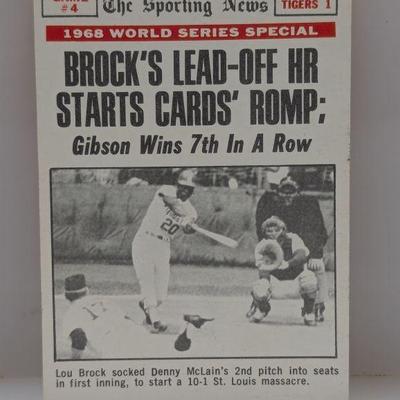 GAME
#4
The Sporting News
TIGERS 1
1968 WORLD SERIES SPECIAL
BROCK'S LEAD-OFF HR
STARTS CARDS' ROMP:
Gibson Wins 7th In A Row
20
Lou Brock socked Denny McLain's 2nd pitch into seats
in first inning, to start a 10-1 St. Louis massacre.